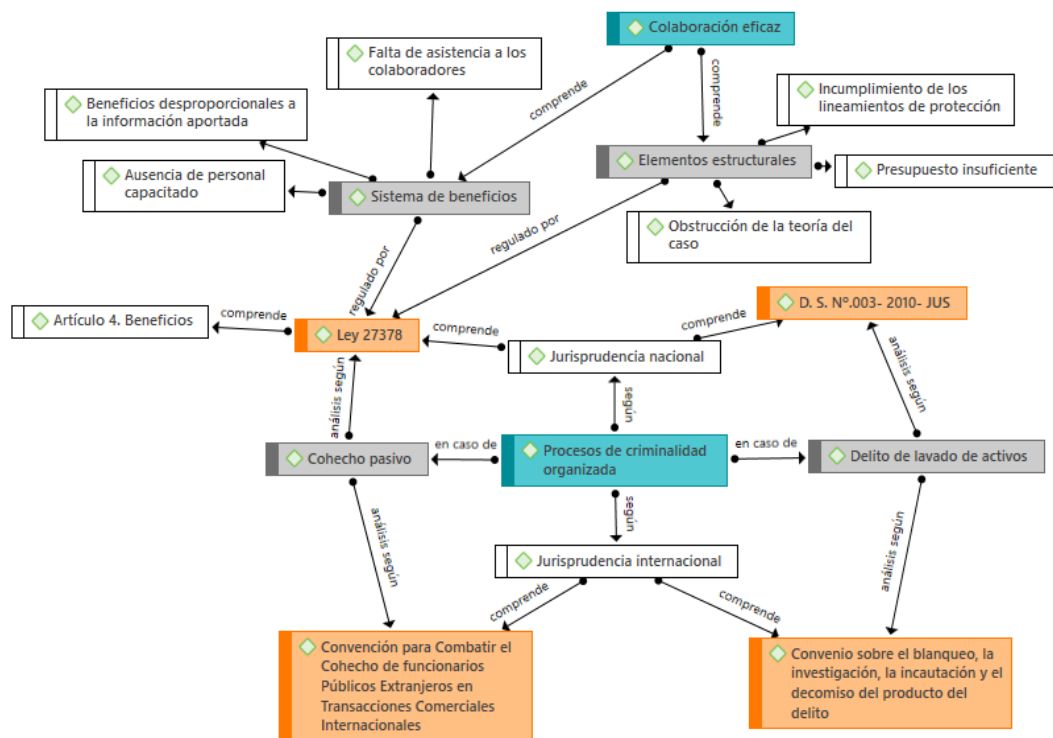 Colaboración eficaz
Falta de asistencia a los
colaboradores
comprende
comprende
Beneficios desproporcionales a
la información aportada
Incumplimiento de los
lineamientos de protección
Elementos estructurales
Presupuesto insuficiente
Ausencia de personal
capacitado
Sistema de beneficios
Obstrucción de la teoría del
caso
regulado por
regulado por
D. S. Nº.003- 2010- JUS
Artículo 4. Beneficios
comprende
Ley 27378
comprende
comprende
Jurisprudencia nacional
análisis según
según
análisis según
Cohecho pasivo
en caso de
Procesos de criminalidad
organizada
en caso de
Delito de lavado de activos
según
análisis según
análisis según
Jurisprudencia internacional
comprende
comprende
Convención para Combatir el
Cohecho de funcionarios
Públicos Extranjeros en
Transacciones Comerciales
Internacionales
Convenio sobre el blanqueo, la
investigación, la incautación y el
decomiso del producto del
delito